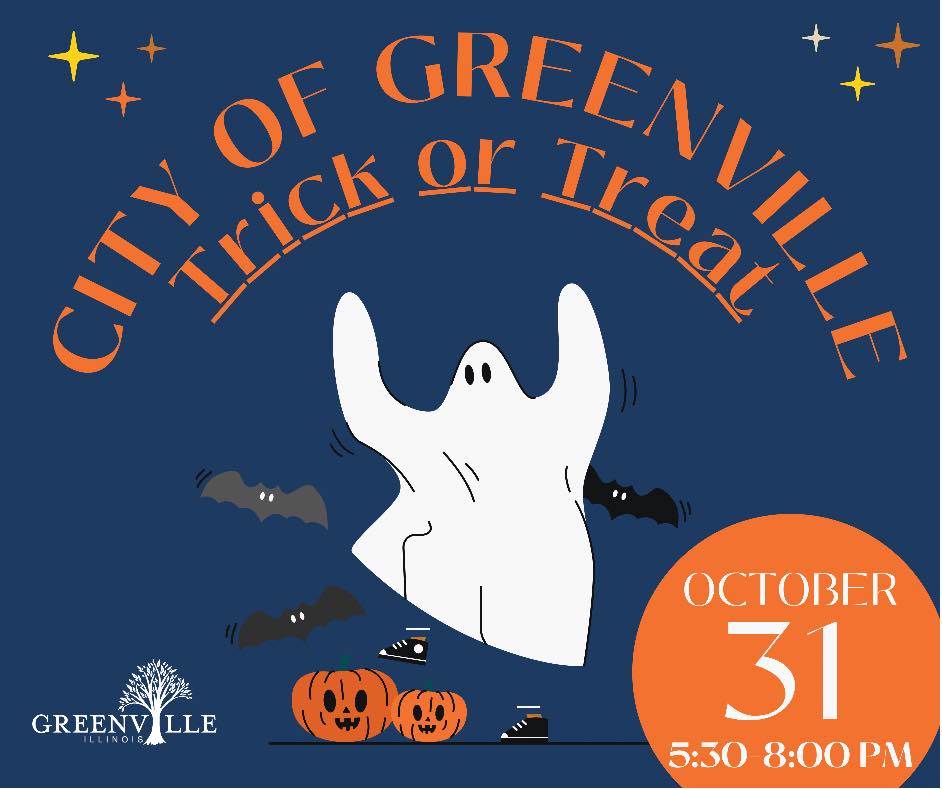 CITY OF GREENVILLE
Trick or Treat
OCTOBER
31
5:30-8:00 PM
GREENVILLE
ILLINOIS